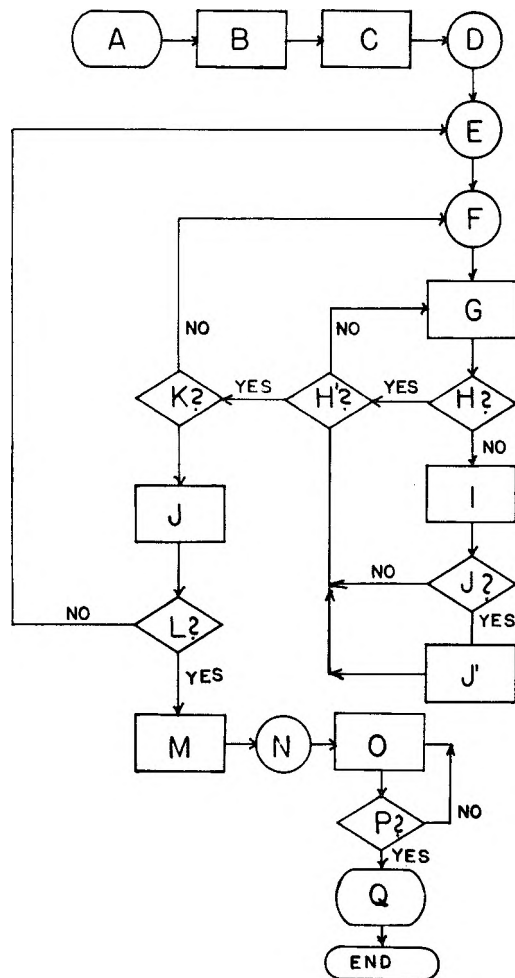 A B C D
E
F
G
NO NO
K? YES H'? YES H?
NO
I
J
NO J?
NO L? YES
YES J'
M N O
P? NO
YES
Q
END